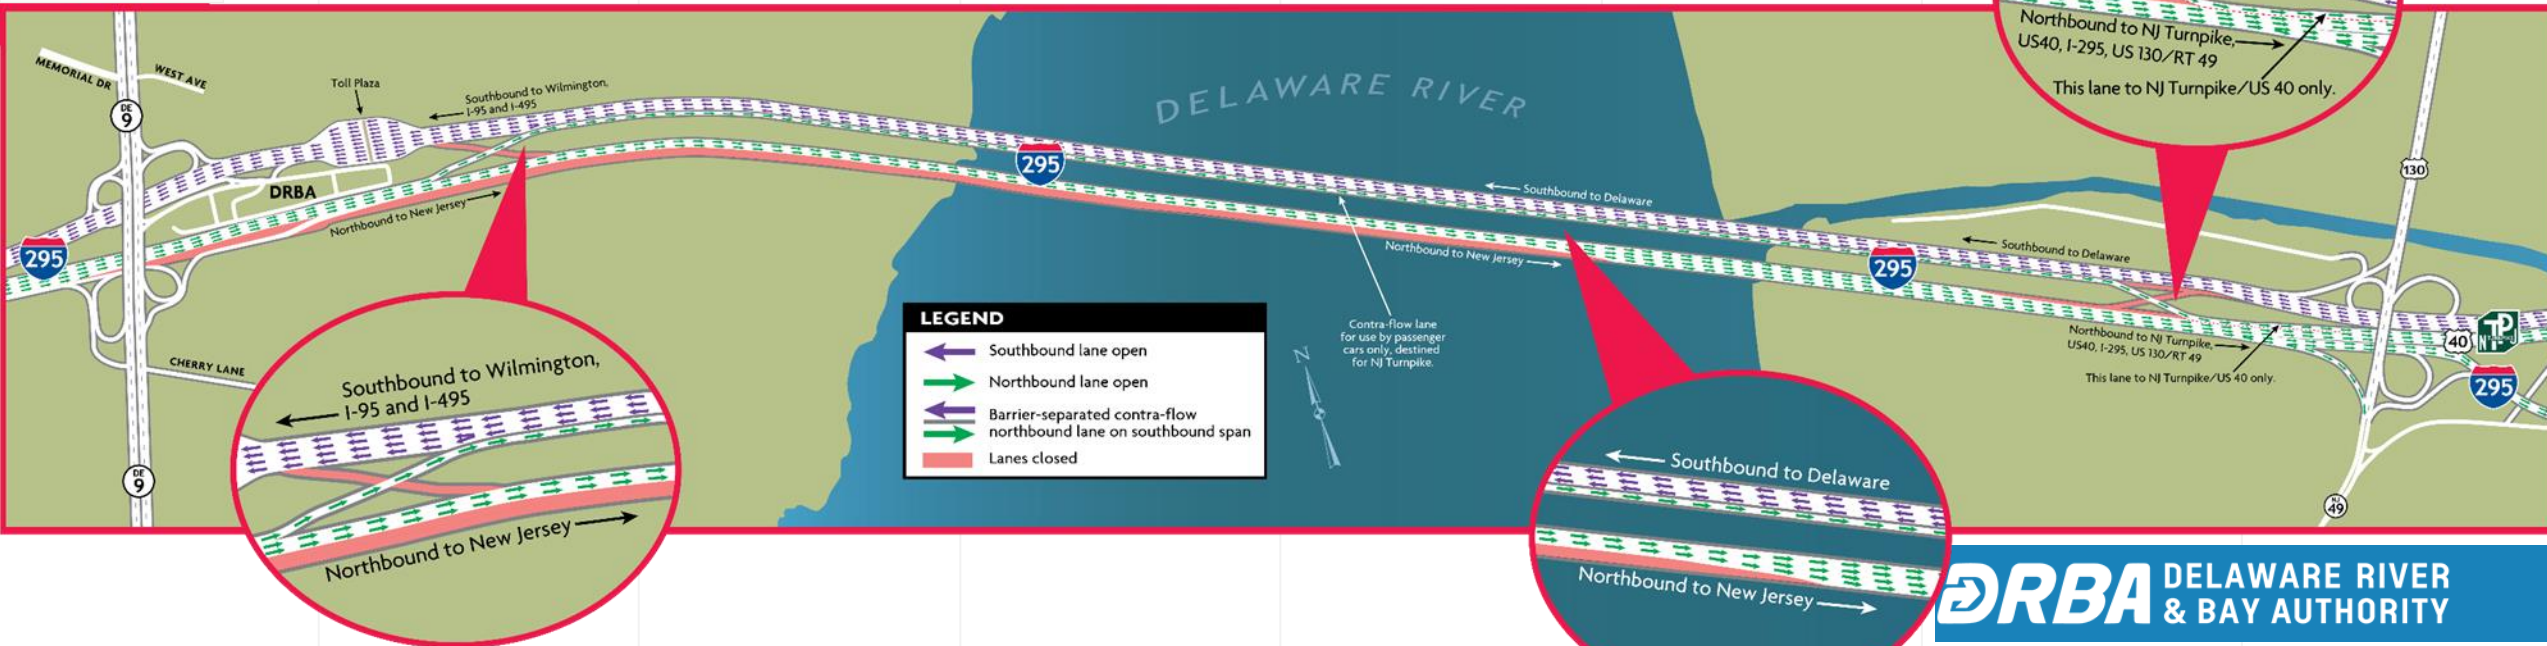 MEMORIAL DR
WEST AVE
DE
9
Toll Plaza
Southbound to Wilmington,
I-95 and I-495
DRBA
Northbound to New Jersey
295
CHERRY LANE
DE
9
Southbound to Wilmington,
I-95 and I-495
Northbound to New Jersey
DELAWARE RIVER
295
LEGEND
Southbound lane open
Northbound lane open
Barrier-separated contra-flow
northbound lane on southbound span
Lanes closed
N
Southbound to Delaware
Northbound to New Jersey
Contra-flow lane
for use by passenger
cars only, destined
for NJ Turnpike.
Southbound to Delaware
Northbound to New Jersey
295
Southbound to Delaware
Northbound to NJ Turnpike,
US40, I-295, US 130/RT 49
This lane to NJ Turnpike/US 40 only.
Northbound to NJ Turnpike,
US40, I-295, US 130/RT 49
This lane to NJ Turnpike/US 40 only.
130
40
295
NJ
49
DRBA
DELAWARE RIVER
& BAY AUTHORITY